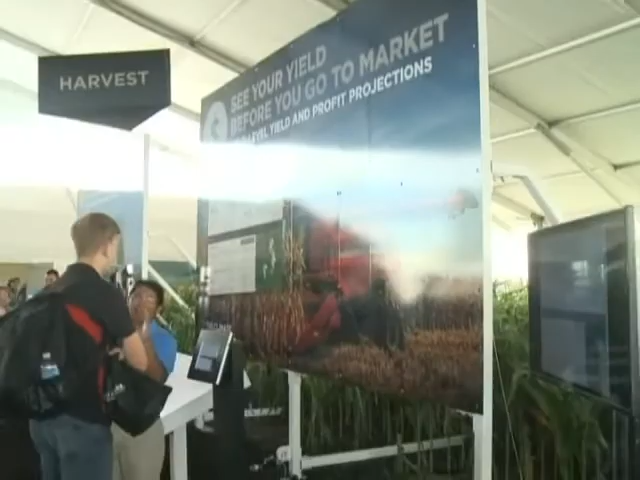 HARVEST
SEE YOUR YIELD
BEFORE YOU GO TO MARKET
YIELD AND PROFIT PROJECTIONS